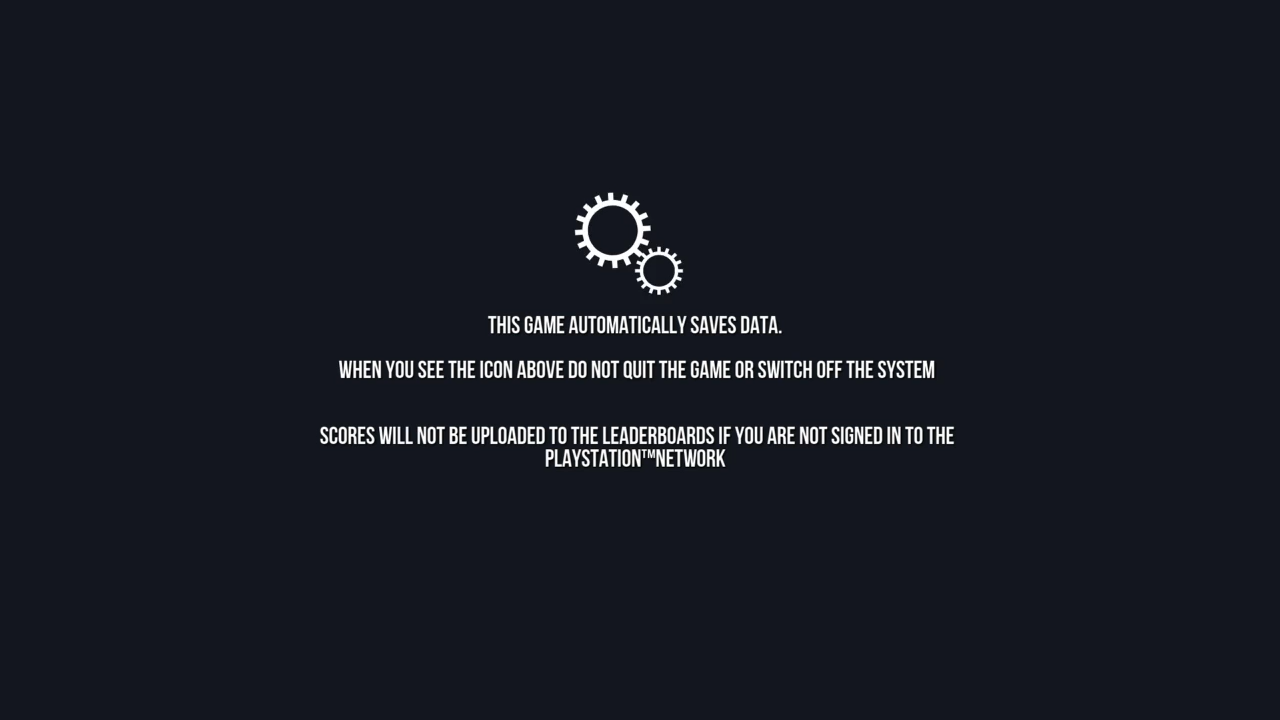 THIS GAME AUTOMATICALLY SAVES DATA.
WHEN YOU SEE THE ICON ABOVE DO NOT QUIT THE GAME OR SWITCH OFF THE SYSTEM
SCORES WILL NOT BE UPLOADED TO THE LEADERBOARDS IF YOU ARE NOT SIGNED IN TO THE
PLAYSTATION™NETWORK